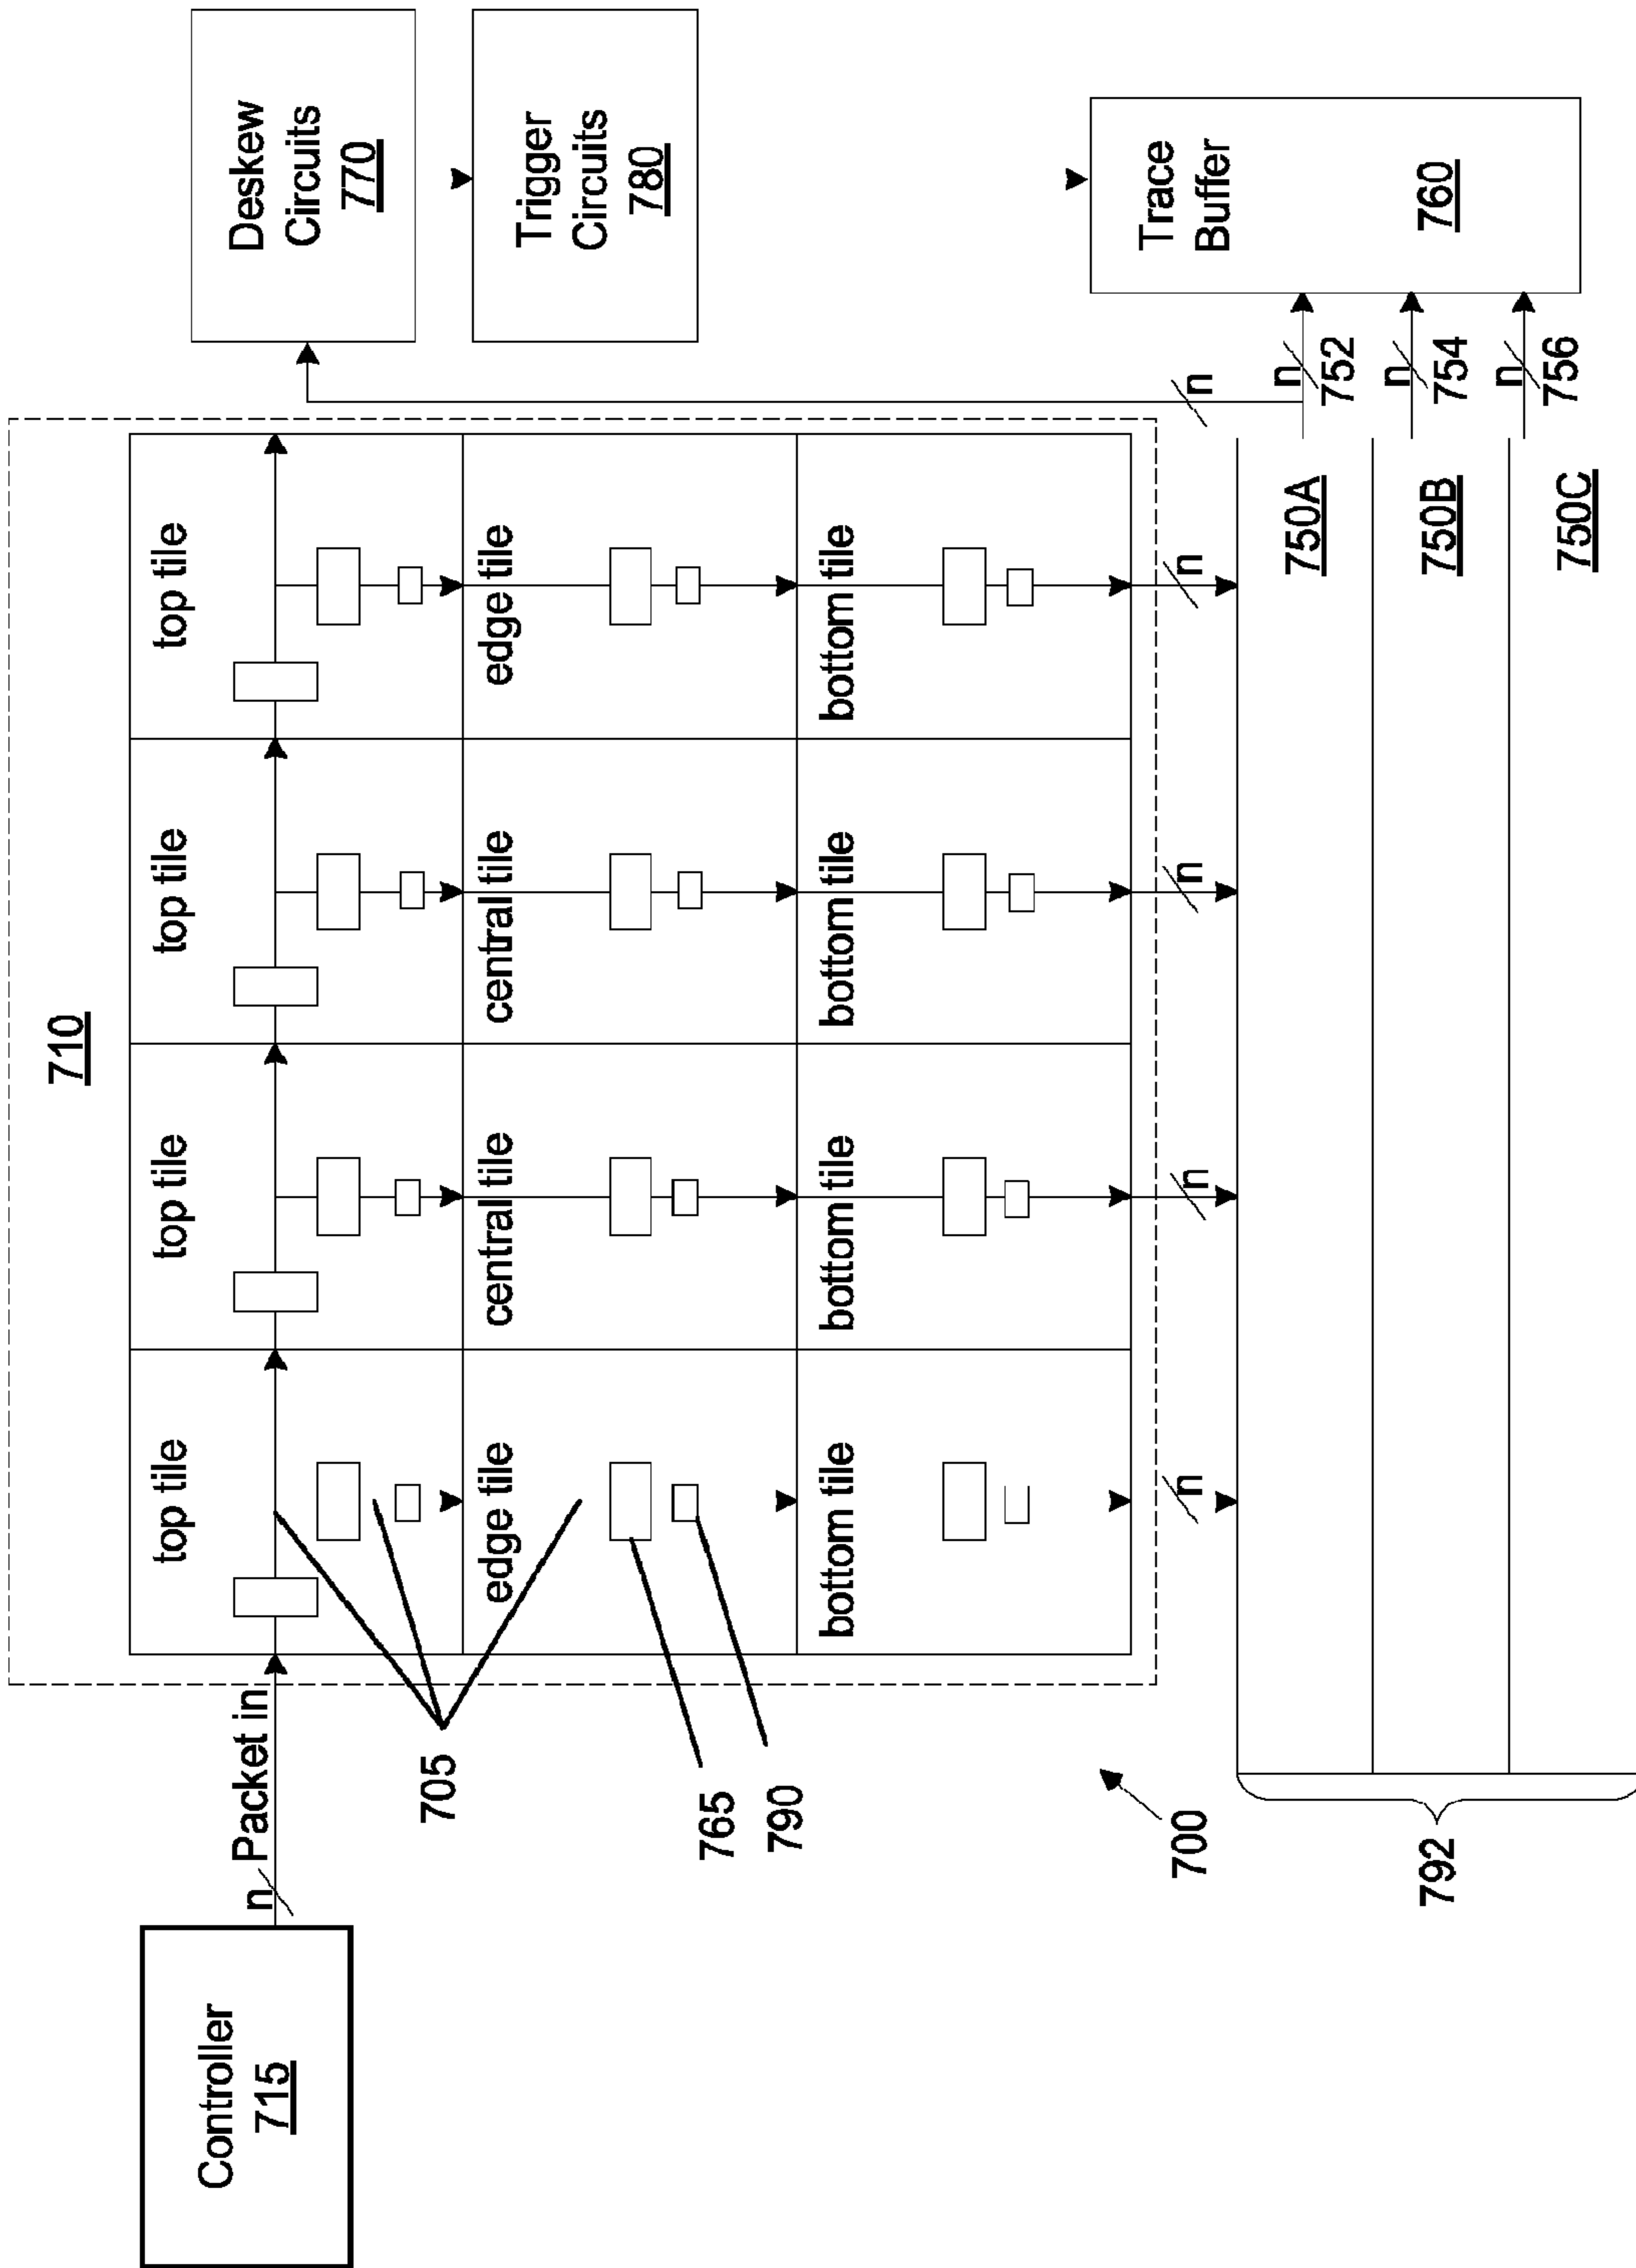 Controller
715
n
Packet in
710
top tile
top tile
top tile
top tile
edge tile
central tile
central tile
edge tile
bottom tile
bottom tile
bottom tile
bottom tile
705
765
790
700
n
n
n
n
792
750A
750B
750C
n
n
752
n
754
n
756
Deskew
Circuits
770
Trigger
Circuits
780
Trace
Buffer
760